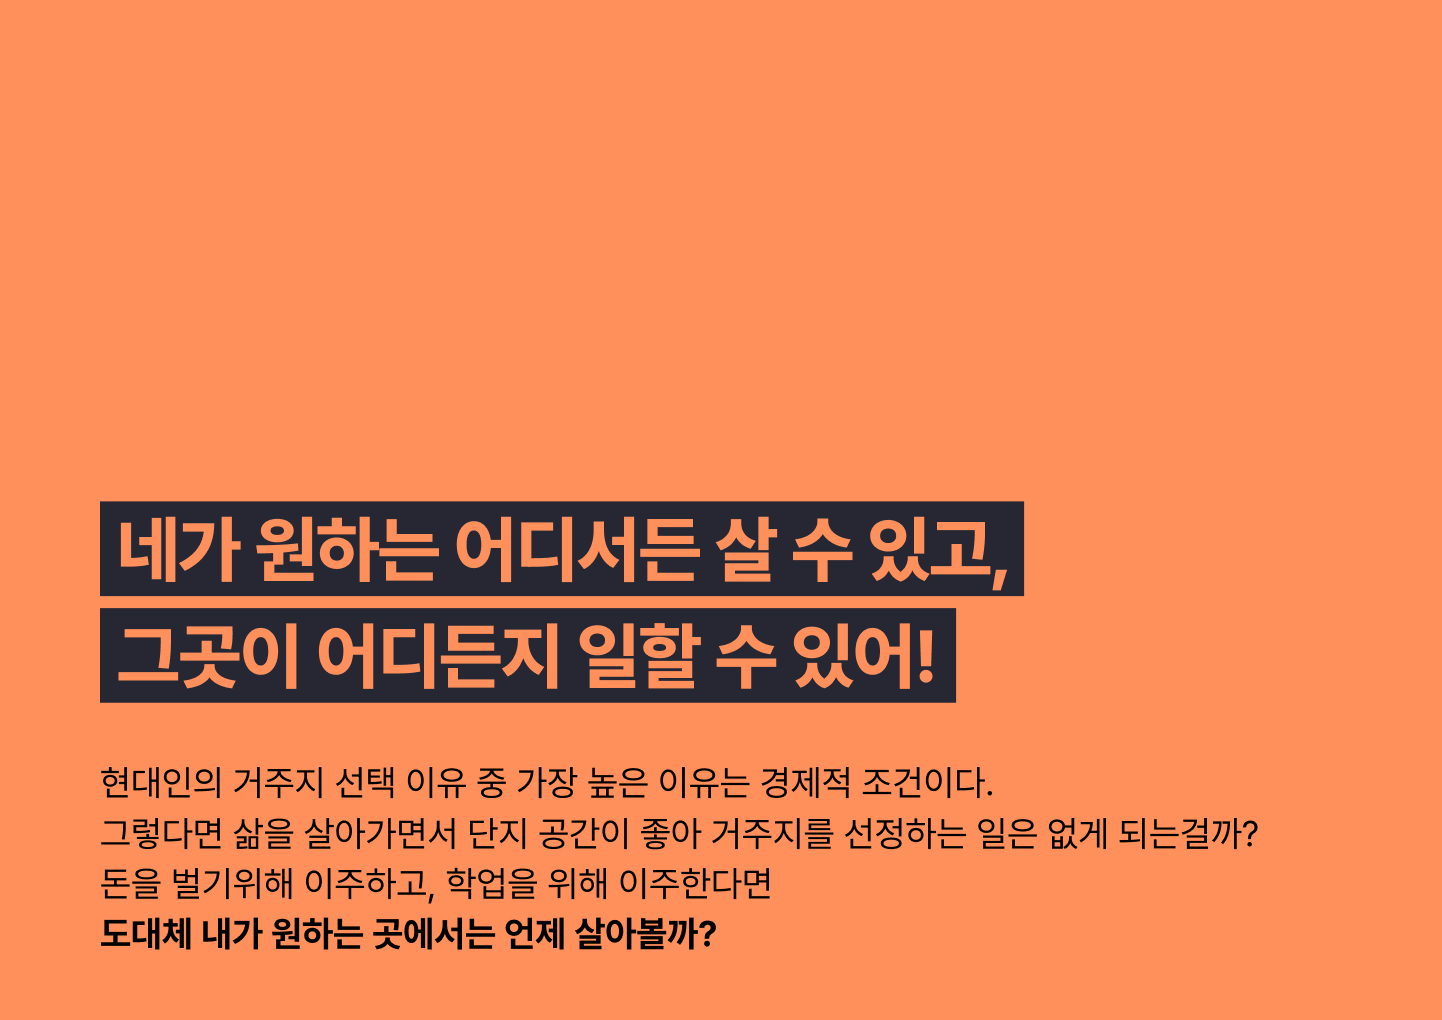 네가 원하는 어디서든 살 수 있고,
그곳이 어디든지 일할 수 있어!
현대인의 거주지 선택 이유 중 가장 높은 이유는 경제적 조건이다.
그렇다면 삶을 살아가면서 단지 공간이 좋아 거주지를 선정하는 일은 없게 되는걸까?
돈을 벌기위해 이주하고, 학업을 위해 이주한다면
도대체 내가 원하는 곳에서는 언제 살아볼까?